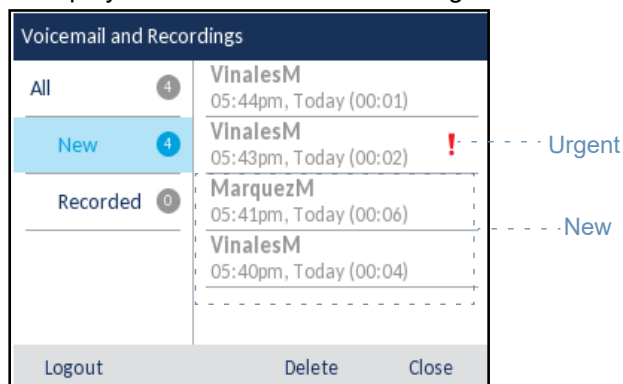 Voicemail and Recordings
All 4
New 4
Recorded 0
VinalesM
05:44pm, Today (00:01)
VinalesM
05:43pm, Today (00:02) !
Urgent
MarquezM
05:41pm, Today (00:06)
New
VinalesM
05:40pm, Today (00:04)
Logout Delete Close